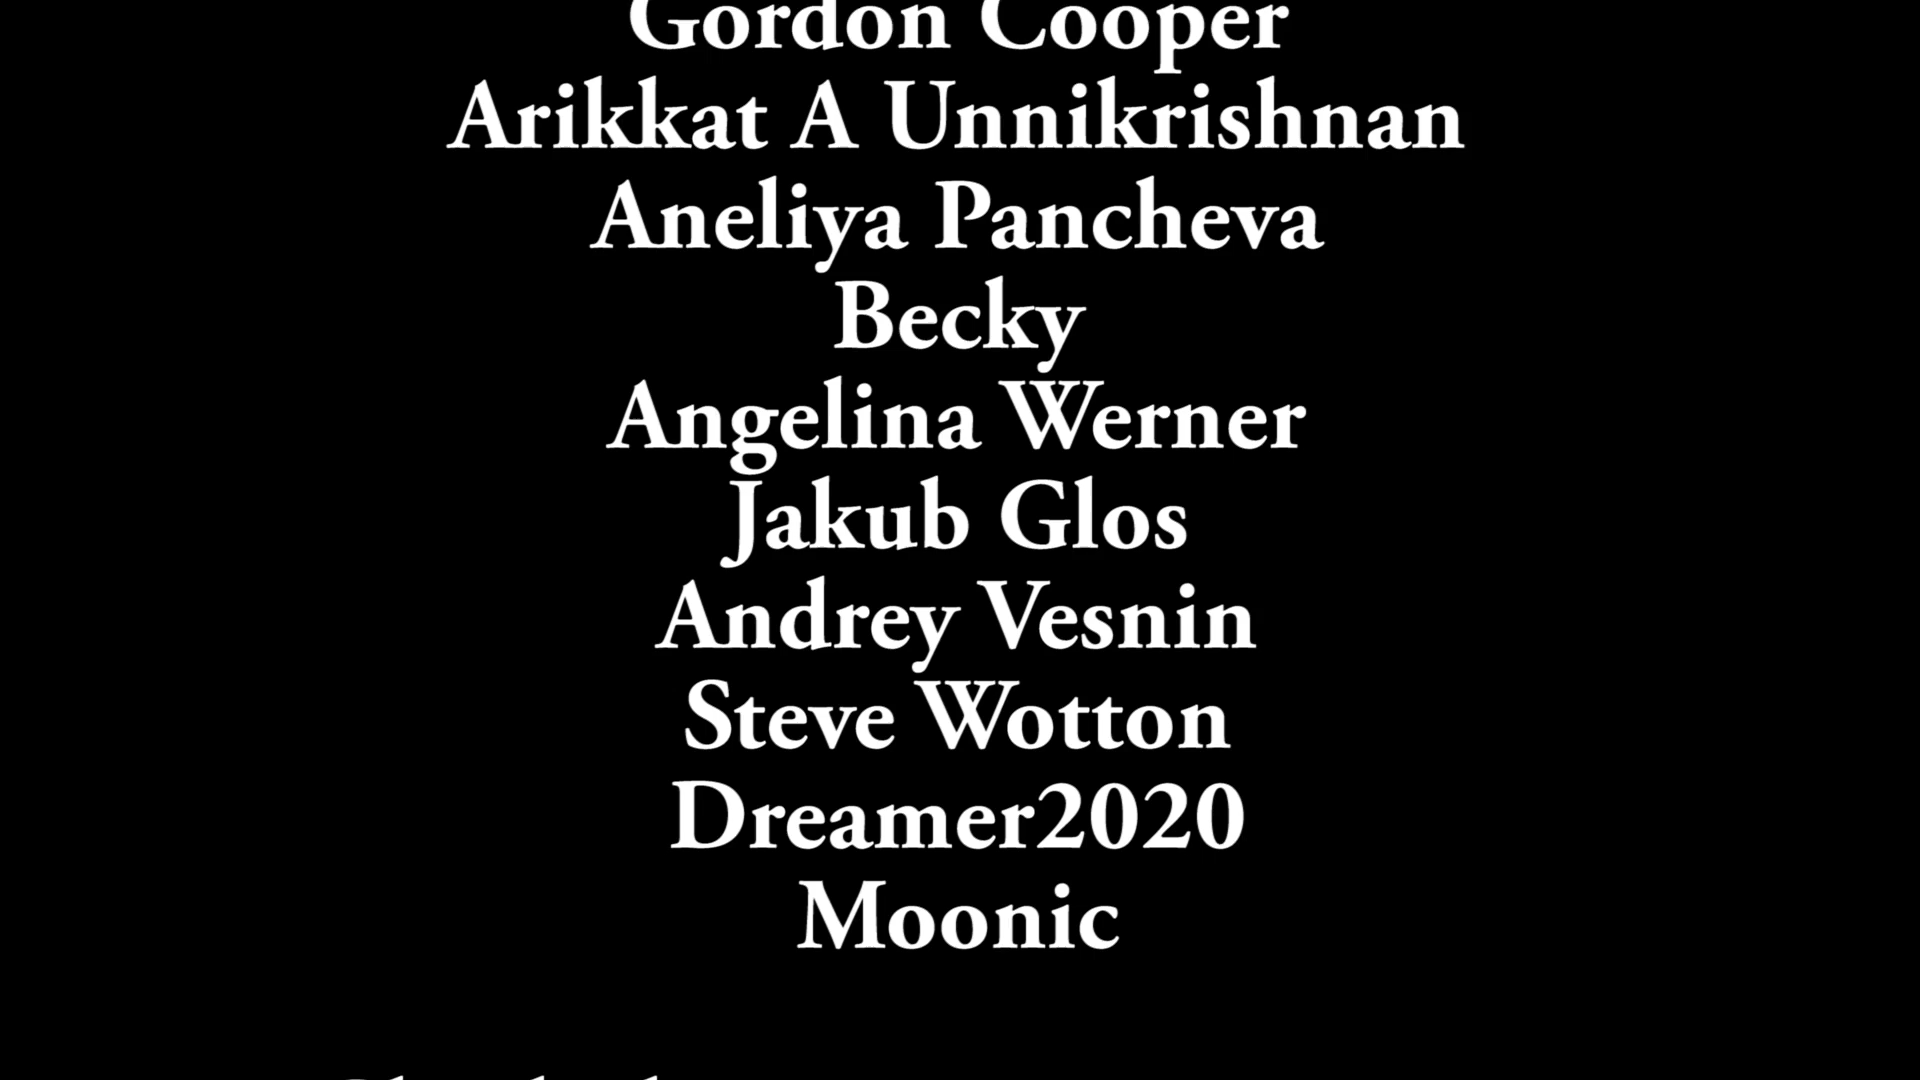 Gordon Cooper
Arikkat A Unnikrishnan
Aneliya Pancheva
Becky
Angelina Werner
Jakub Glos
Andrey Vesnin
Steve Wotton
Dreamer2020
Moonic